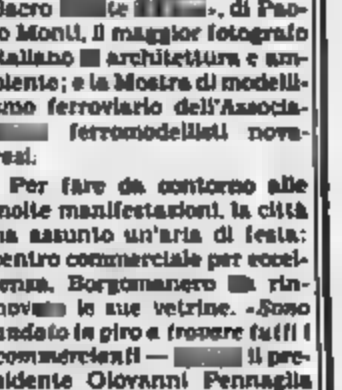 di Pao-
o Monti, il maggior fotografo
italiano architettura e am-
biente; e la Mostra di modelli-
smo ferroviario dell'Associa-
ferromodellisti nova-
resi.
Per fare da contorno alle
molte manifestazioni, la città
ha assunto un'aria di festa:
centro commerciale per eccel-
lenza, Borgomanero rin-
le sue vetrine. «Sono
andato in giro a trovare tutti i
commercianti — il pre-
sidente Giovanni Pennaglia